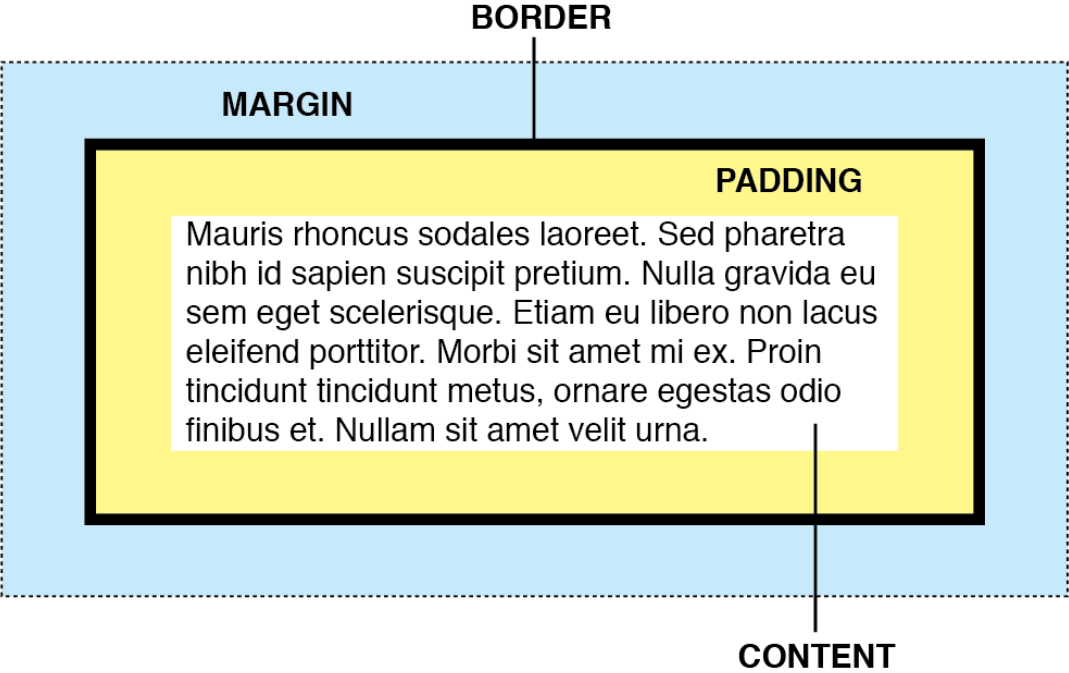 BORDER
MARGIN
PADDING
Mauris rhoncus sodales laoreet. Sed pharetra
nibh id sapien suscipit pretium. Nulla gravida eu
sem eget scelerisque. Etiam eu libero non lacus
eleifend porttitor. Morbi sit amet mi ex. Proin
tincidunt tincidunt metus, ornare egestas odio
finibus et. Nullam sit amet velit urna.
CONTENT